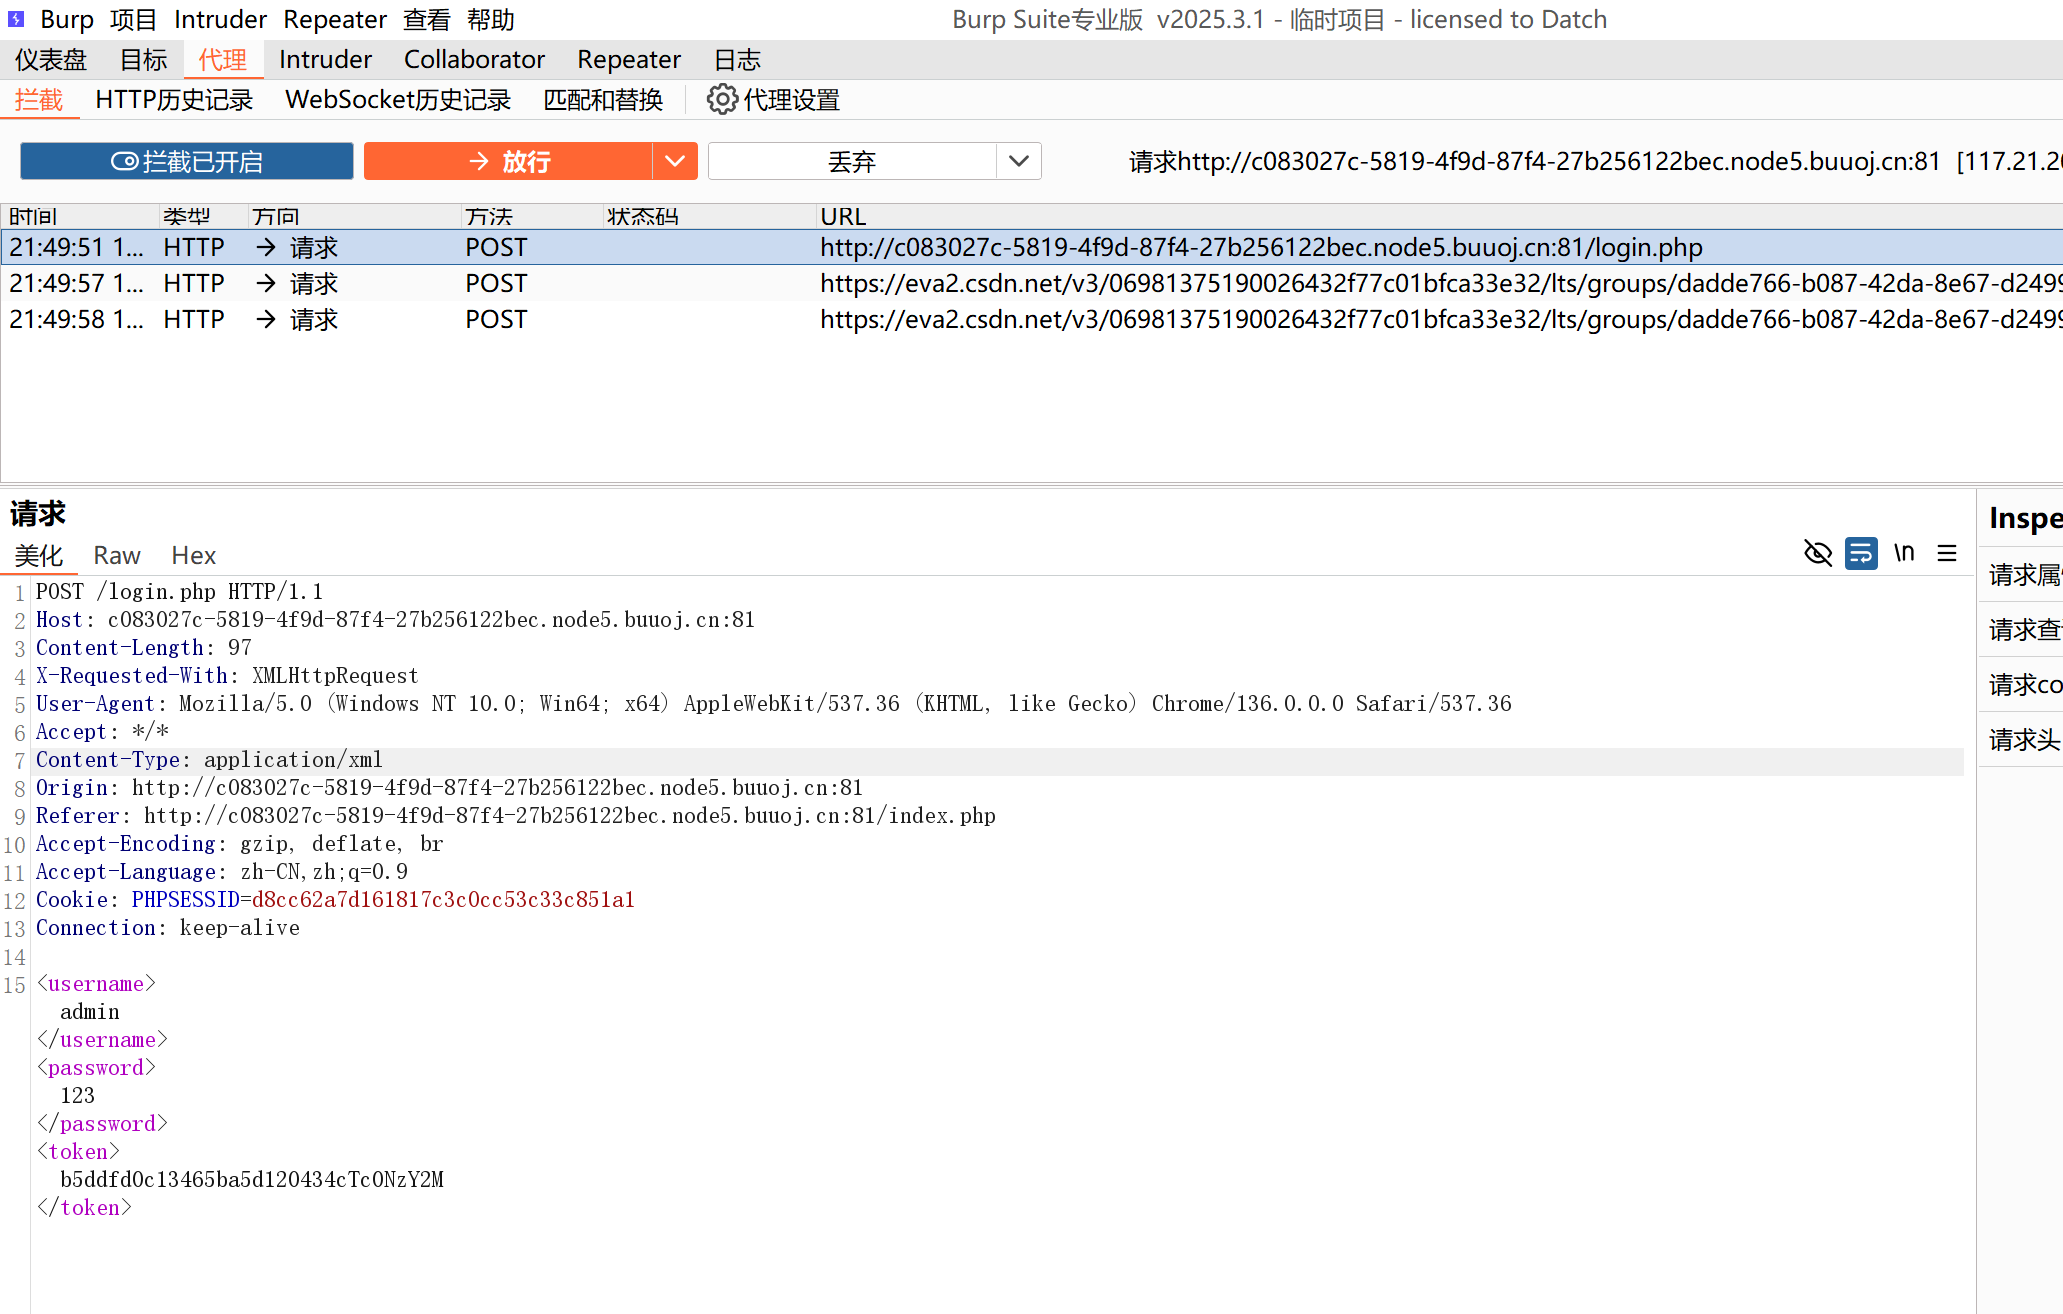 Burp 项目 Intruder Repeater 查看 帮助 Burp Suite专业版 v2025.3.1 - 临时项目 - licensed to Datch
仪表盘 目标 代理 Intruder Collaborator Repeater 日志
拦截 HTTP历史记录 WebSocket历史记录 匹配和替换 代理设置
拦截已开启 → 放行 丢弃 请求http://c083027c-5819-4f9d-87f4-27b256122bec.node5.buuoj.cn:81 [117.21.20
时间 类型 方向 方法 状态码 URL
21:49:51 1... HTTP → 请求 POST http://c083027c-5819-4f9d-87f4-27b256122bec.node5.buuoj.cn:81/login.php
21:49:57 1... HTTP → 请求 POST https://eva2.csdn.net/v3/06981375190026432f77c01bfca33e32/lts/groups/dadde766-b087-42da-8e67-d2499
21:49:58 1... HTTP → 请求 POST https://eva2.csdn.net/v3/06981375190026432f77c01bfca33e32/lts/groups/dadde766-b087-42da-8e67-d2499
请求
美化 Raw Hex \n
1 POST /login.php HTTP/1.1
2 Host: c083027c-5819-4f9d-87f4-27b256122bec.node5.buuoj.cn:81
3 Content-Length: 97
4 X-Requested-With: XMLHttpRequest
5 User-Agent: Mozilla/5.0 (Windows NT 10.0; Win64; x64) AppleWebKit/537.36 (KHTML, like Gecko) Chrome/136.0.0.0 Safari/537.36
6 Accept: */*
7 Content-Type: application/xml
8 Origin: http://c083027c-5819-4f9d-87f4-27b256122bec.node5.buuoj.cn:81
9 Referer: http://c083027c-5819-4f9d-87f4-27b256122bec.node5.buuoj.cn:81/index.php
10 Accept-Encoding: gzip, deflate, br
11 Accept-Language: zh-CN,zh;q=0.9
12 Cookie: PHPSESSID=d8cc62a7d161817c3c0cc53c33c851a1
13 Connection: keep-alive
14
15 <username>
admin
</username>
<password>
123
</password>
<token>
b5ddfd0c13465ba5d120434cTc0NzY2M
</token>
Inspe
请求属
请求查
请求co
请求头